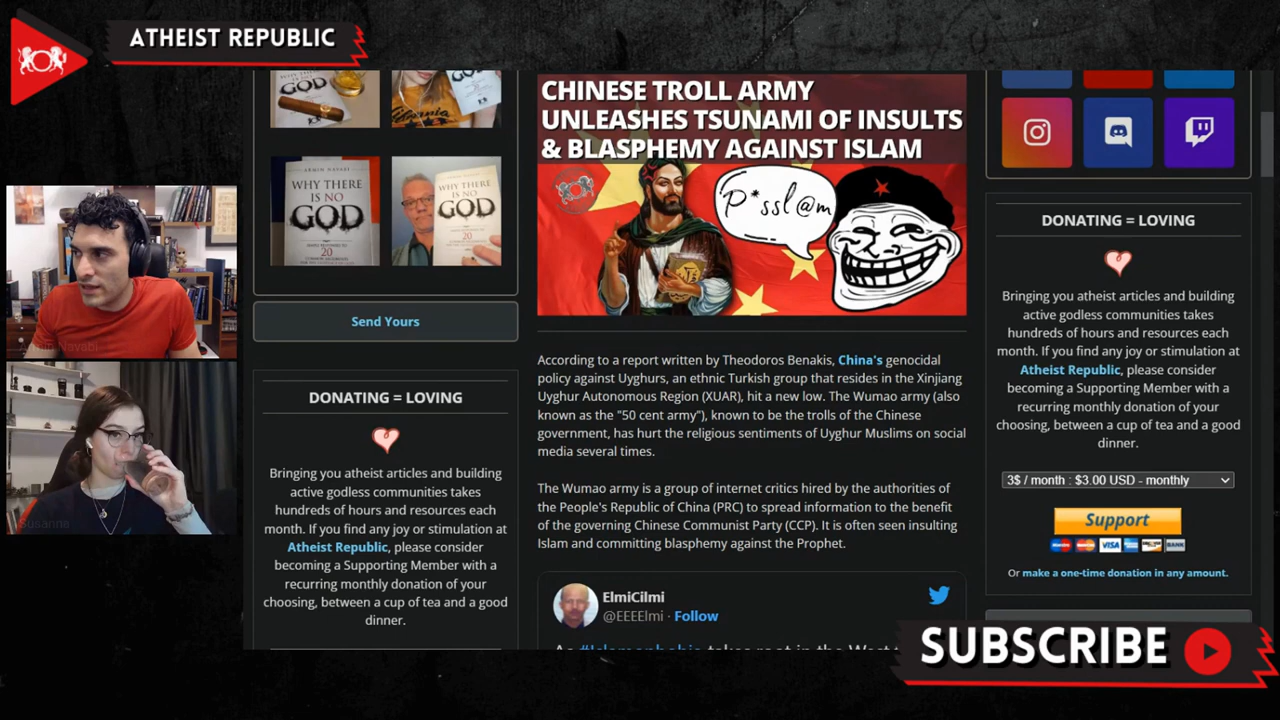 ATHEIST REPUBLIC
WHY THERE
IS NO
GOD
20
WHY THERE
IS NO
GOD
20
Send Yours
DONATING = LOVING
Bringing you atheist articles and building
active godless communities takes
hundreds of hours and resources each
month. If you find any joy or stimulation at
Atheist Republic, please consider
becoming a Supporting Member with a
recurring monthly donation of your
choosing, between a cup of tea and a good
dinner.
CHINESE TROLL ARMY
UNLEASHES TSUNAMI OF INSULTS
& BLASPHEMY AGAINST ISLAM
P*ssl@m
According to a report written by Theodoros Benakis, China's genocidal
policy against Uyghurs, an ethnic Turkish group that resides in the Xinjiang
Uyghur Autonomous Region (XUAR), hit a new low. The Wumao army (also
known as the "50 cent army"), known to be the trolls of the Chinese
government, has hurt the religious sentiments of Uyghur Muslims on social
media several times.
The Wumao army is a group of internet critics hired by the authorities of
the People's Republic of China (PRC) to spread information to the benefit
of the governing Chinese Communist Party (CCP). It is often seen insulting
Islam and committing blasphemy against the Prophet.
ElmiCilmi
@EEEElmi · Follow
DONATING = LOVING
Bringing you atheist articles and building
active godless communities takes
hundreds of hours and resources each
month. If you find any joy or stimulation at
Atheist Republic, please consider
becoming a Supporting Member with a
recurring monthly donation of your
choosing, between a cup of tea and a good
dinner.
3$ / month : $3.00 USD - monthly
Support
VISA
BANK
Or make a one-time donation in any amount.
Susanna
SUBSCRIBE